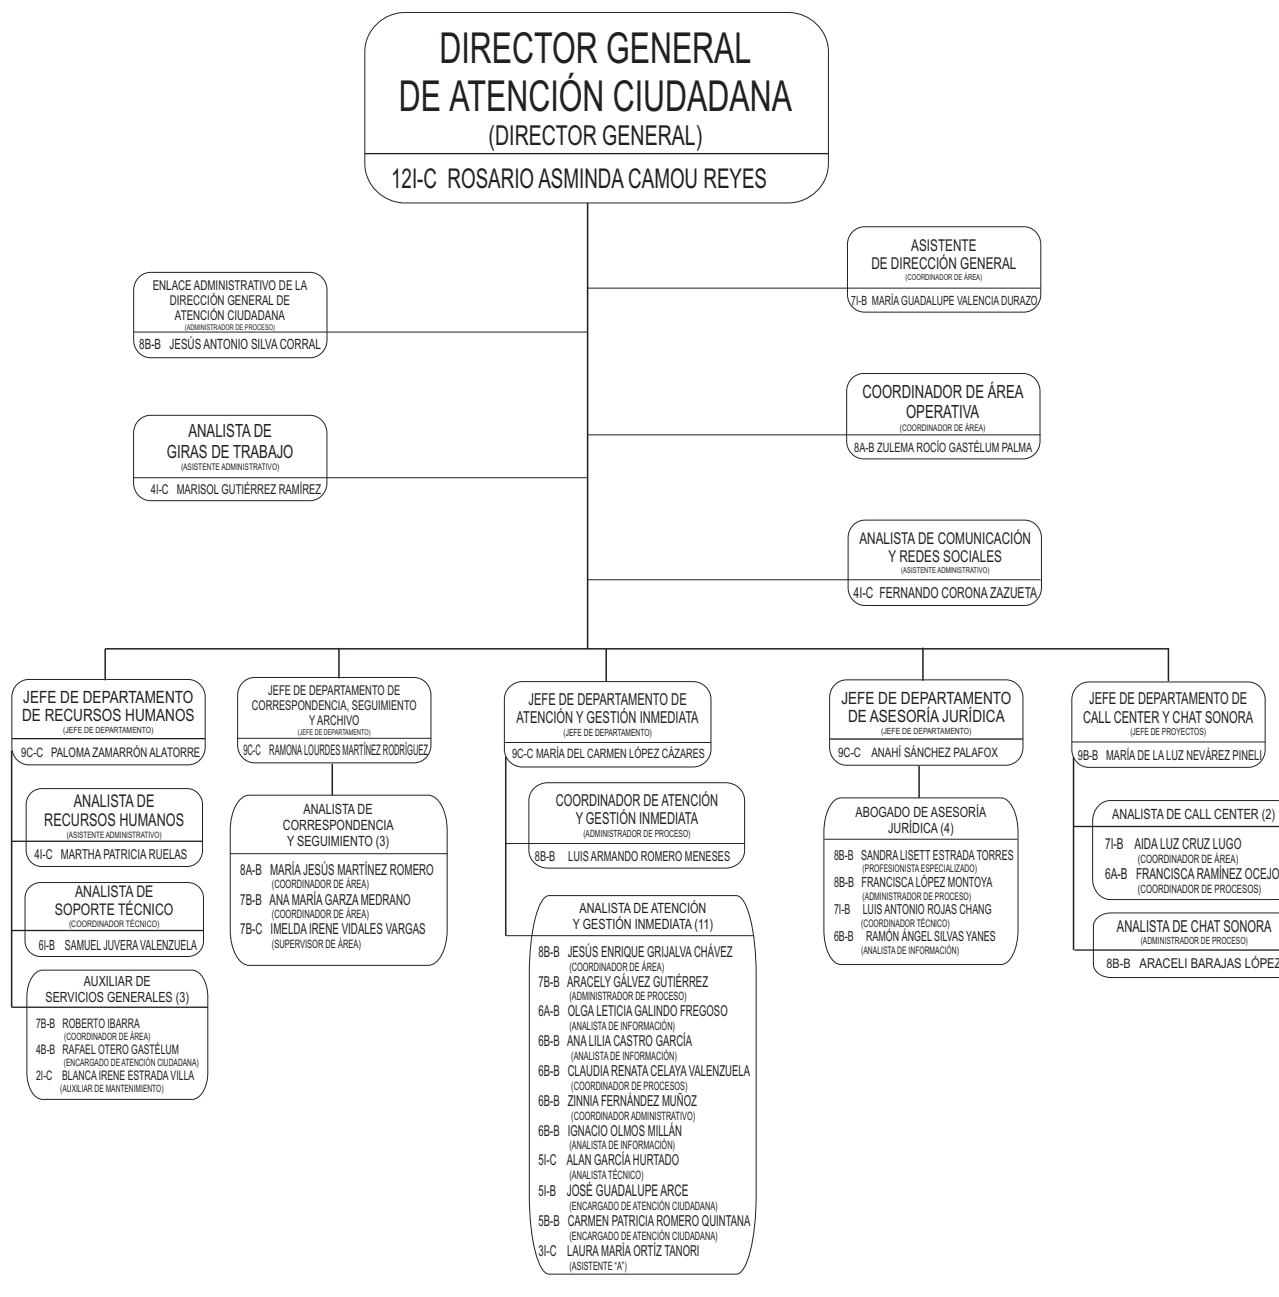 DIRECTOR GENERAL
DE ATENCIÓN CIUDADANA
(DIRECTOR GENERAL)
12I-C ROSARIO ASMINDA CAMOU REYES
ASISTENTE
DE DIRECCIÓN GENERAL
(COORDINADOR DE ÁREA)
7I-B MARÍA GUADALUPE VALENCIA DURAZO
ENLACE ADMINISTRATIVO DE LA
DIRECCIÓN GENERAL DE
ATENCIÓN CIUDADANA
(ADMINISTRADOR DE PROCESO)
8B-B JESÚS ANTONIO SILVA CORRAL
COORDINADOR DE ÁREA
OPERATIVA
(COORDINADOR DE ÁREA)
8A-B ZULEMA ROCÍO GASTÉLUM PALMA
ANALISTA DE
GIRAS DE TRABAJO
(ASISTENTE ADMINISTRATIVO)
4I-C MARISOL GUTIÉRREZ RAMÍREZ
ANALISTA DE COMUNICACIÓN
Y REDES SOCIALES
(ASISTENTE ADMINISTRATIVO)
4I-C FERNANDO CORONA ZAZUETA
JEFE DE DEPARTAMENTO
DE RECURSOS HUMANOS
(JEFE DE DEPARTAMENTO)
9C-C PALOMA ZAMARRÓN ALATORRE
ANALISTA DE
RECURSOS HUMANOS
(ASISTENTE ADMINISTRATIVO)
4I-C MARTHA PATRICIA RUELAS
ANALISTA DE
SOPORTE TÉCNICO
(COORDINADOR TÉCNICO)
6I-B SAMUEL JUVERA VALENZUELA
AUXILIAR DE
SERVICIOS GENERALES (3)
7B-B ROBERTO IBARRA
(COORDINADOR DE ÁREA)
4B-B RAFAEL OTERO GASTÉLUM
(ENCARGADO DE ATENCIÓN CIUDADANA)
2I-C BLANCA IRENE ESTRADA VILLA
(AUXILIAR DE MANTENIMIENTO)
JEFE DE DEPARTAMENTO DE
CORRESPONDENCIA, SEGUIMIENTO
Y ARCHIVO
(JEFE DE DEPARTAMENTO)
9C-C RAMONA LOURDES MARTÍNEZ RODRÍGUEZ
ANALISTA DE
CORRESPONDENCIA
Y SEGUIMIENTO (3)
8A-B MARÍA JESÚS MARTÍNEZ ROMERO
(COORDINADOR DE ÁREA)
7B-B ANA MARÍA GARZA MEDRANO
(COORDINADOR DE ÁREA)
7B-C IMELDA IRENE VIDALES VARGAS
(SUPERVISOR DE ÁREA)
JEFE DE DEPARTAMENTO DE
ATENCIÓN Y GESTIÓN INMEDIATA
(JEFE DE DEPARTAMENTO)
9C-C MARÍA DEL CARMEN LÓPEZ CÁZARES
COORDINADOR DE ATENCIÓN
Y GESTIÓN INMEDIATA
(ADMINISTRADOR DE PROCESO)
8B-B LUIS ARMANDO ROMERO MENESES
ANALISTA DE ATENCIÓN
Y GESTIÓN INMEDIATA (11)
8B-B JESÚS ENRIQUE GRIJALVA CHÁVEZ
(COORDINADOR DE ÁREA)
7B-B ARACELY GÁLVEZ GUTIÉRREZ
(ADMINISTRADOR DE PROCESO)
6A-B OLGA LETICIA GALINDO FREGOSO
(ANALISTA DE INFORMACIÓN)
6B-B ANA LILIA CASTRO GARCÍA
(ANALISTA DE INFORMACIÓN)
6B-B CLAUDIA RENATA CELAYA VALENZUELA
(COORDINADOR DE PROCESOS)
6B-B ZINNIA FERNÁNDEZ MUÑOZ
(COORDINADOR ADMINISTRATIVO)
6B-B IGNACIO OLMOS MILLÁN
(ANALISTA DE INFORMACIÓN)
5I-C ALAN GARCÍA HURTADO
(ANALISTA TÉCNICO)
5I-B JOSÉ GUADALUPE ARCE
(ENCARGADO DE ATENCIÓN CIUDADANA)
5B-B CARMEN PATRICIA ROMERO QUINTANA
(ENCARGADO DE ATENCIÓN CIUDADANA)
3I-C LAURA MARÍA ORTÍZ TANORI
(ASISTENTE “A”)
JEFE DE DEPARTAMENTO
DE ASESORÍA JURÍDICA
(JEFE DE DEPARTAMENTO)
9C-C ANAHÍ SÁNCHEZ PALAFOX
ABOGADO DE ASESORÍA
JURÍDICA (4)
8B-B SANDRA LISETT ESTRADA TORRES
(PROFESIONISTA ESPECIALIZADO)
8B-B FRANCISCA LÓPEZ MONTOYA
(ADMINISTRADOR DE PROCESO)
7I-B LUIS ANTONIO ROJAS CHANG
(COORDINADOR TÉCNICO)
6B-B RAMÓN ÁNGEL SILVAS YANES
(ANALISTA DE INFORMACIÓN)
JEFE DE DEPARTAMENTO DE
CALL CENTER Y CHAT SONORA
(JEFE DE PROYECTOS)
9B-B MARÍA DE LA LUZ NEVÁREZ PINELI
ANALISTA DE CALL CENTER (2)
7I-B AIDA LUZ CRUZ LUGO
(COORDINADOR DE ÁREA)
6A-B FRANCISCA RAMÍNEZ OCEJO
(COORDINADOR DE PROCESOS)
ANALISTA DE CHAT SONORA
(ADMINISTRADOR DE PROCESO)
8B-B ARACELI BARAJAS LÓPEZ